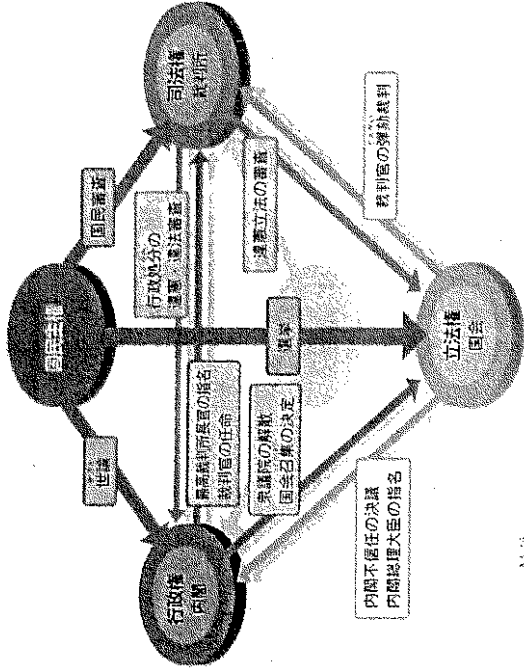 国民主権
世論
国民審査
行政権
内閣
司法権
裁判所
行政処分の
違憲・違法審査
最高裁判所長官の指名
裁判官の任命
選挙
違憲立法の審査
衆議院の解散
国会召集の決定
裁判官の弾劾裁判
だんがい
内閣不信任の決議
内閣総理大臣の指名
立法権
国会